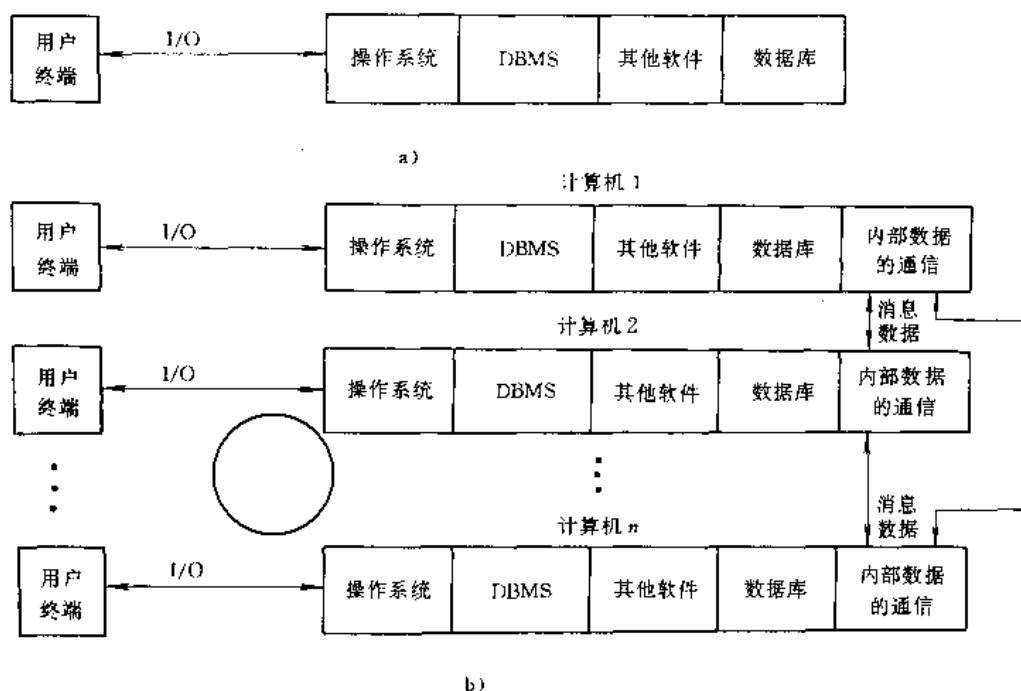 用户
终端
I/O
操作系统
DBMS
其他软件
数据库
a)
计算机 1
用户
终端
I/O
操作系统
DBMS
其他软件
数据库
内部数据
的通信
消息
数据
计算机 2
用户
终端
I/O
操作系统
DBMS
其他软件
数据库
内部数据
的通信
消息
数据
计算机 n
用户
终端
I/O
操作系统
DBMS
其他软件
数据库
内部数据
的通信
b)